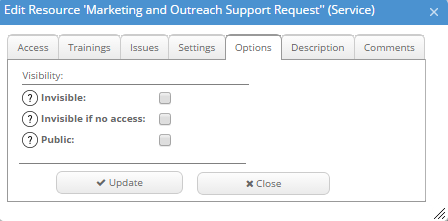 Edit Resource 'Marketing and Outreach Support Request" (Service) ×
Access Trainings Issues Settings Options Description Comments
Visibility:
? Invisible:
? Invisible if no access:
? Public:
✔ Update ✖ Close